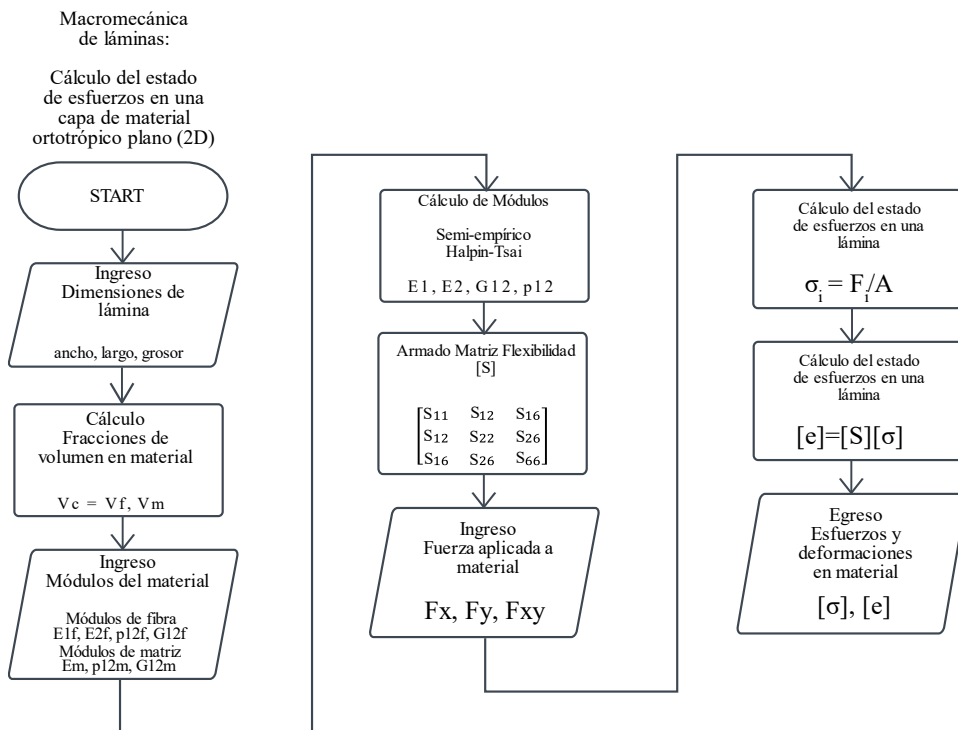 Macromecánica
de láminas:
Cálculo del estado
de esfuerzos en una
capa de material
ortotrópico plano (2D)
START
Ingreso
Dimensiones de
lámina
ancho, largo, grosor
Cálculo
Fracciones de
volumen en material
Vc = Vf, Vm
Ingreso
Módulos del material
Módulos de fibra
E1f, E2f, p12f, G12f
Módulos de matriz
Em, p12m, G12m
Cálculo de Módulos
Semi-empírico
Halpin-Tsai
E1, E2, G12, p12
Armado Matriz Flexibilidad
[S]
S₁₁ S₁₂ S₁₆
S₁₂ S₂₂ S₂₆
S₁₆ S₂₆ S₆₆
Ingreso
Fuerza aplicada a
material
Fx, Fy, Fxy
Cálculo del estado
de esfuerzos en una
lámina
σᵢ = Fᵢ/A
Cálculo del estado
de esfuerzos en una
lámina
[e]=[S][σ]
Egreso
Esfuerzos y
deformaciones
en material
[σ], [e]